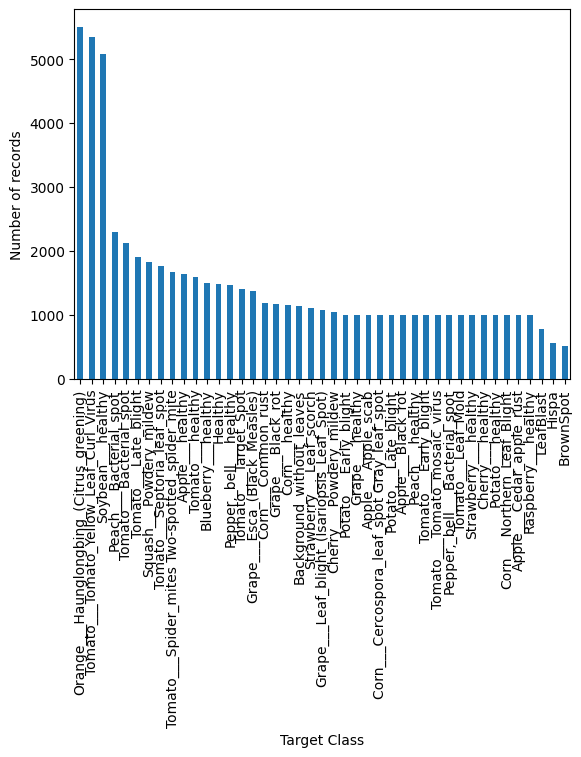 Number of records
5000
4000
3000
2000
1000
0
Orange___Haunglongbing_(Citrus_greening)
Tomato___Tomato_Yellow_Leaf_Curl_Virus
Soybean___healthy
Peach___Bacterial_spot
Tomato___Bacterial_spot
Tomato___Late_blight
Squash___Powdery_mildew
Tomato___Septoria_leaf_spot
Tomato___Spider_mites Two-spotted_spider_mite
Apple___healthy
Tomato___healthy
Blueberry___healthy
Healthy
Pepper,_bell___healthy
Tomato___Target_Spot
Grape___Esca_(Black_Measles)
Corn___Common_rust
Grape___Black_rot
Corn___healthy
Background_without_leaves
Strawberry___Leaf_scorch
Grape___Leaf_blight_(Isariopsis_Leaf_Spot)
Cherry___Powdery_mildew
Potato___Early_blight
Grape___healthy
Apple___Apple_scab
Corn___Cercospora_leaf_spot Gray_leaf_spot
Potato___Late_blight
Apple___Black_rot
Peach___healthy
Tomato___Early_blight
Tomato___Tomato_mosaic_virus
Pepper,_bell___Bacterial_spot
Tomato___Leaf_Mold
Strawberry___healthy
Cherry___healthy
Potato___healthy
Corn___Northern_Leaf_Blight
Apple___Cedar_apple_rust
Raspberry___healthy
LeafBlast
Hispa
BrownSpot
Target Class